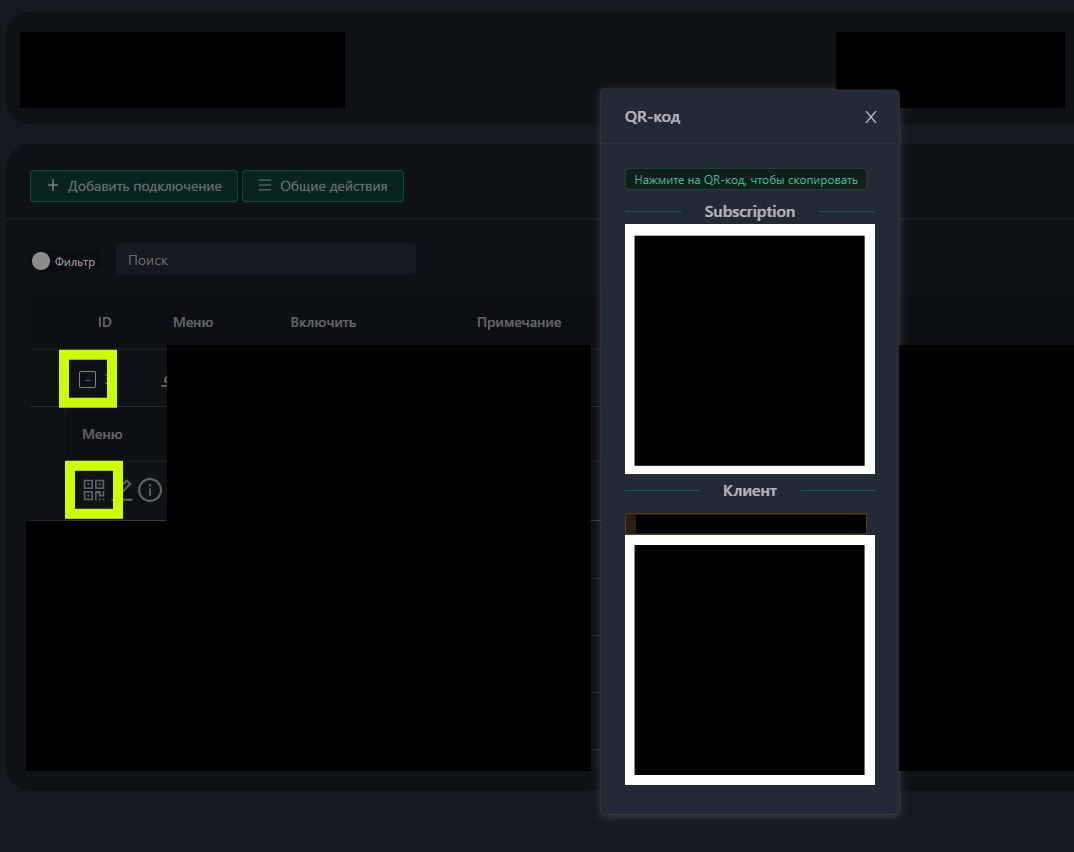 QR-код
Нажмите на QR-код, чтобы скопировать
Subscription
Клиент
Добавить подключение
Общие действия
Фильтр
Поиск
ID
Меню
Включить
Примечание
Меню